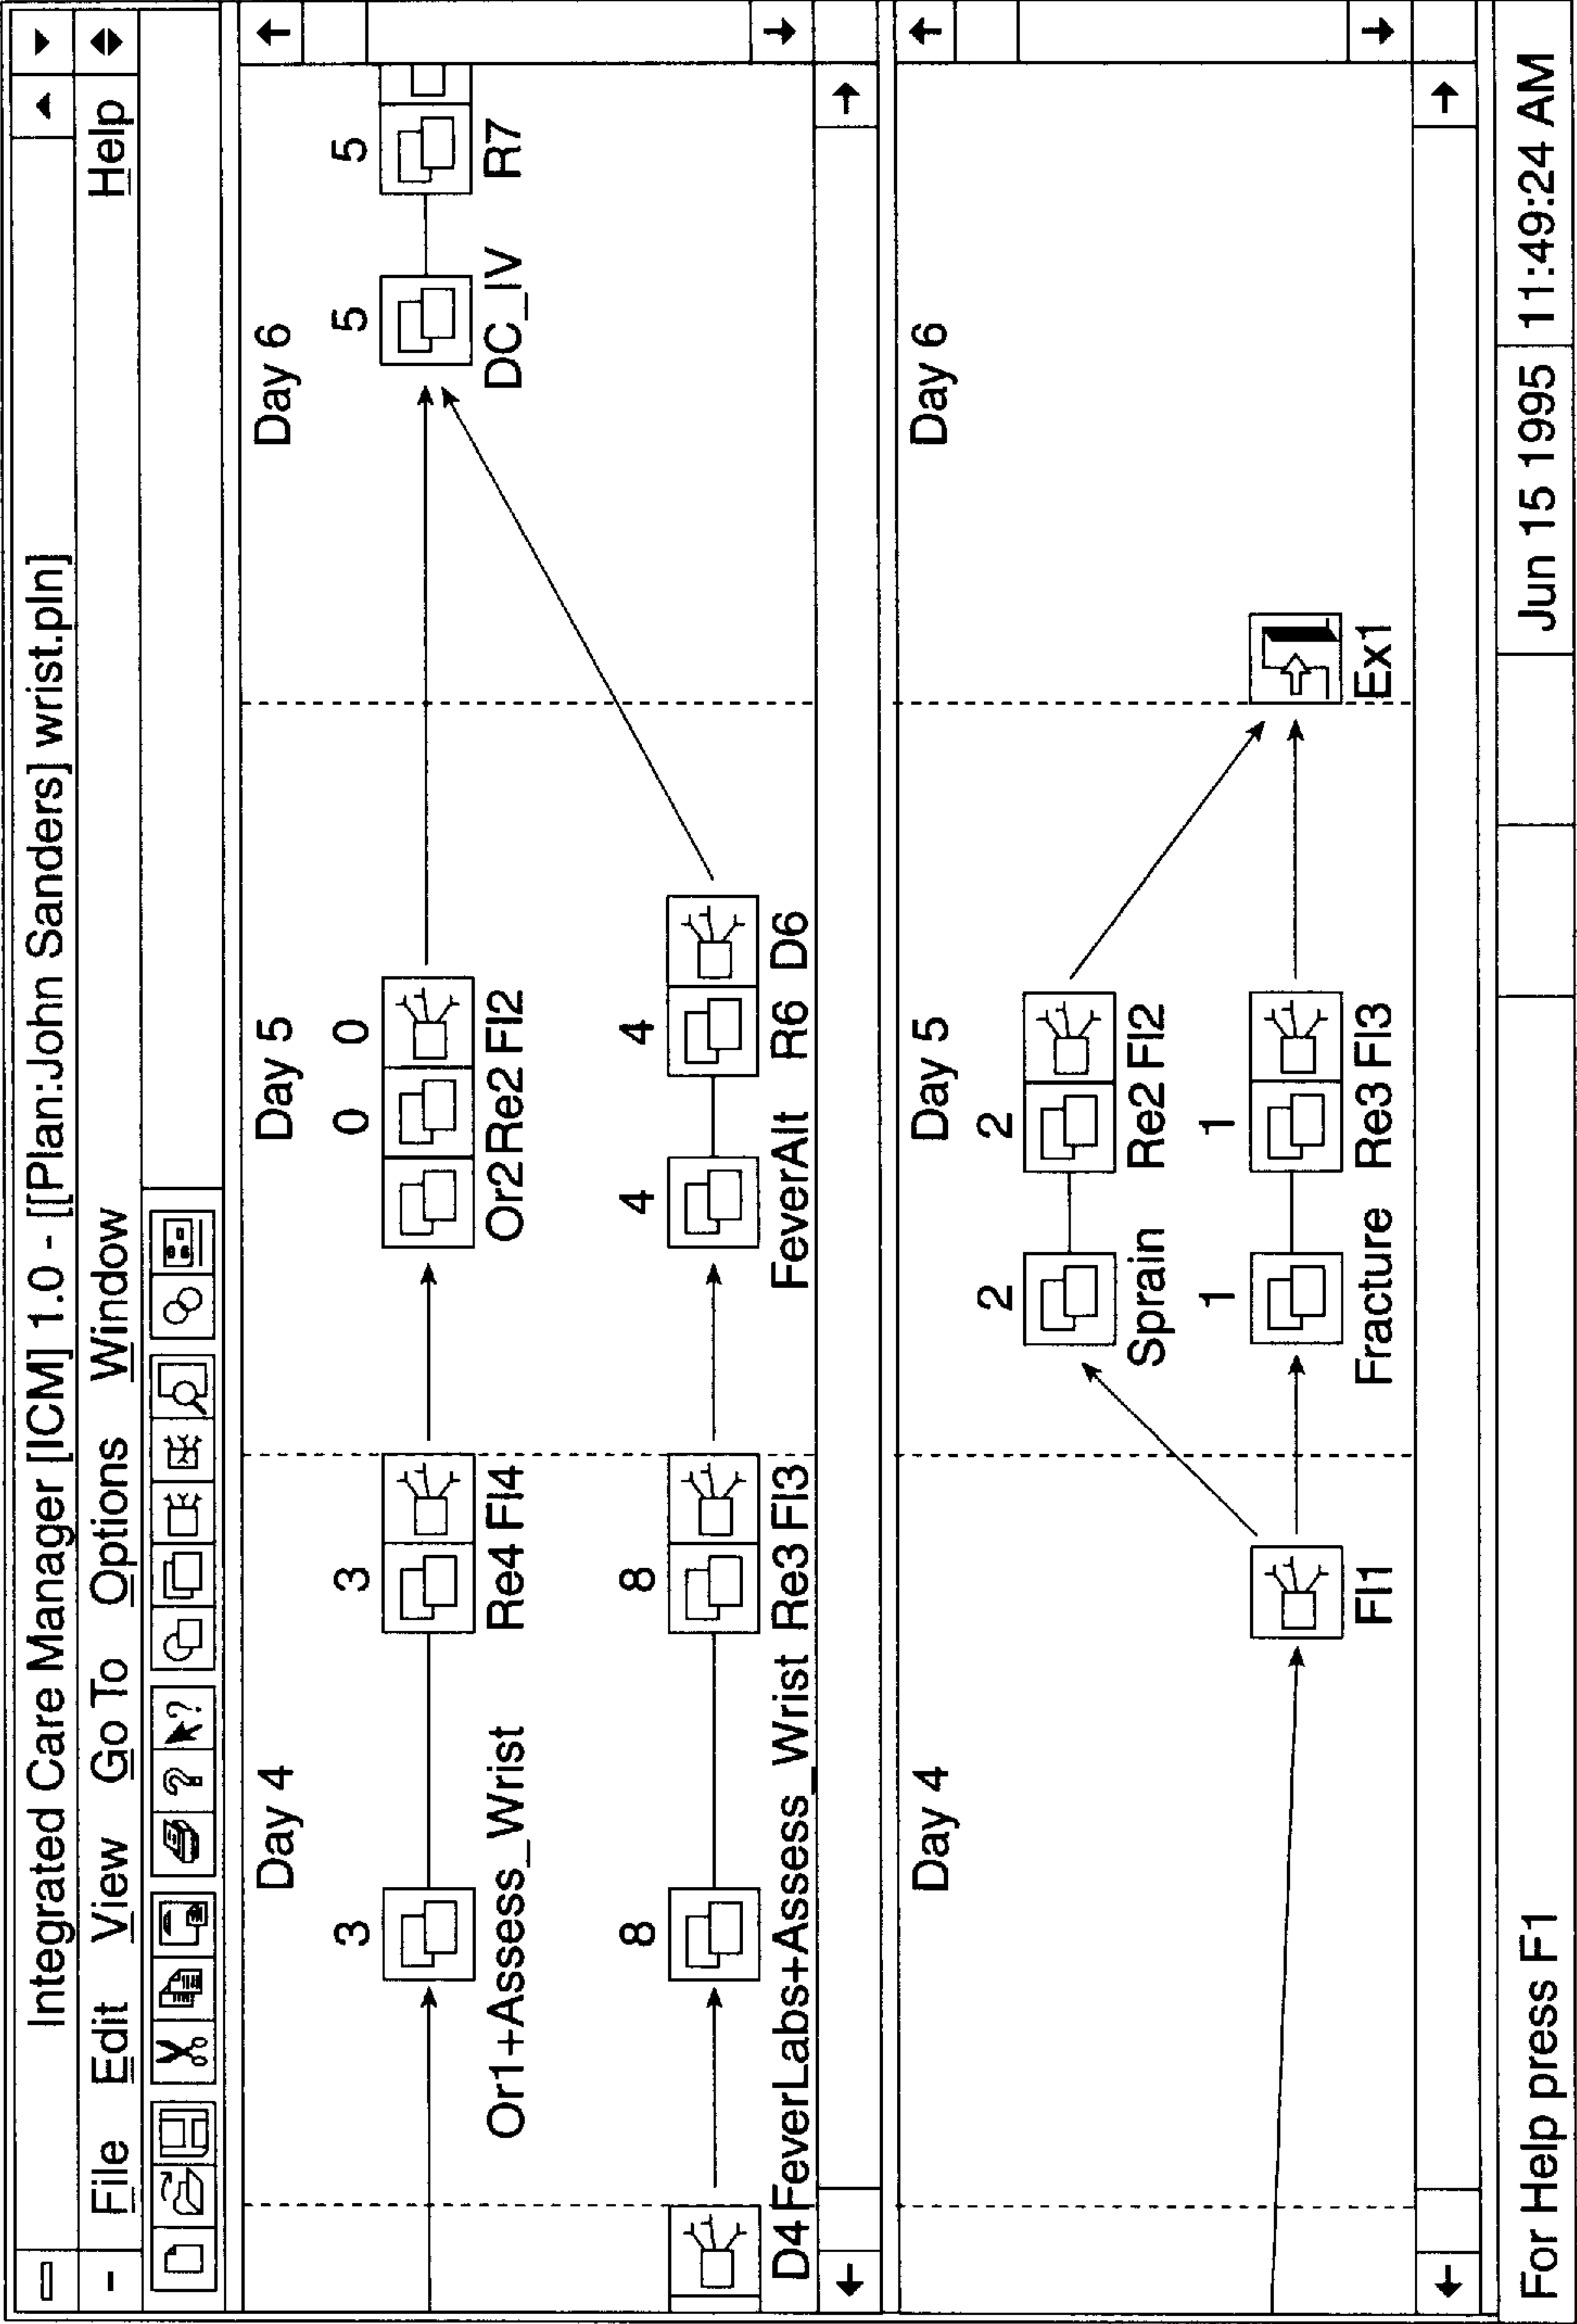 Integrated Care Manager [ICM] 1.0 - [[Plan:John Sanders] wrist.pln]
- File Edit View Go To Options Window Help
? ?
Day 4 Day 5 Day 6
3 3 0 0 5 5
Or1+Assess_Wrist Re4 Fl4 Or2 Re2 Fl2 DC_IV R7
8 8 4 4
D4 FeverLabs+Assess_Wrist Re3 Fl3 FeverAlt R6 D6
Day 4 Day 5 Day 6
2 2
Sprain Re2 Fl2
1 1
Fl1 Fracture Re3 Fl3 Ex1
For Help press F1 Jun 15 1995 11:49:24 AM